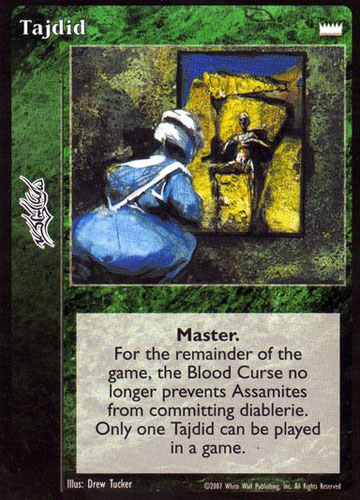 Tajdid
Master.
For the remainder of the
game, the Blood Curse no
longer prevents Assamites
from committing diablerie.
Only one Tajdid can be played
in a game.
Illus: Drew Tucker
©2001 White Wolf Publishing, Inc. All Rights Reserved